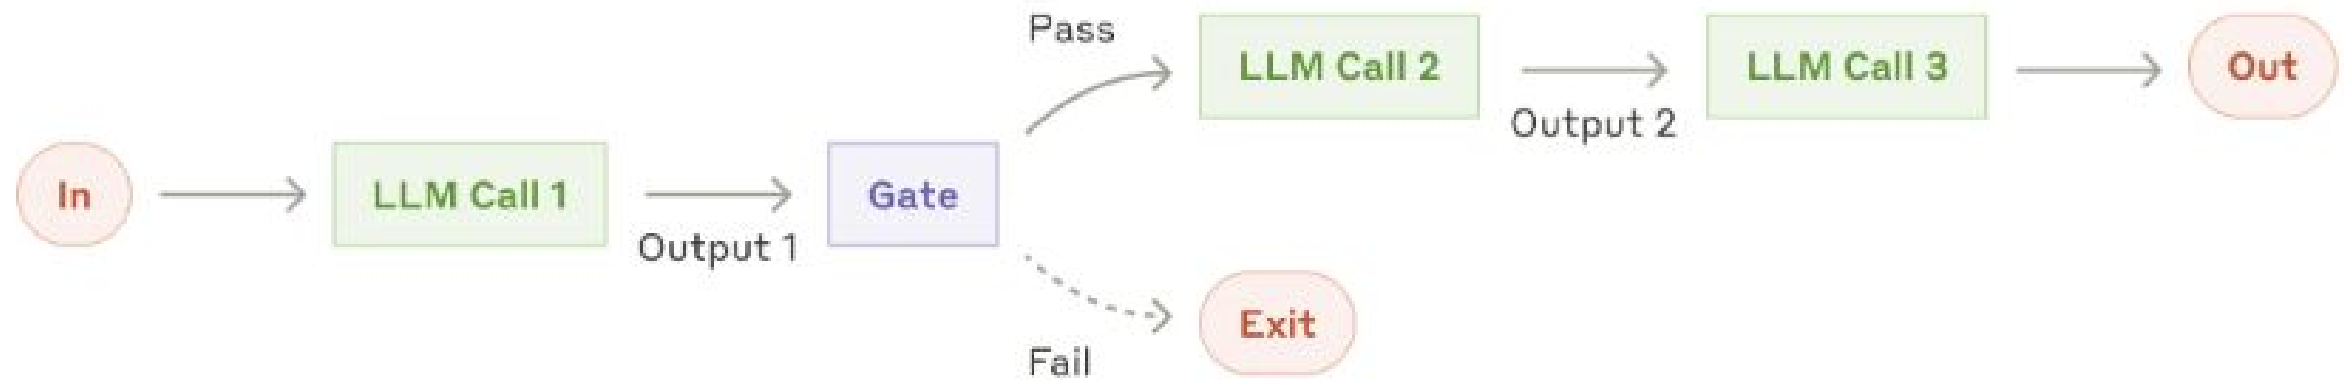 In
LLM Call 1
Output 1
Gate
Pass
LLM Call 2
Output 2
LLM Call 3
Out
Fail
Exit